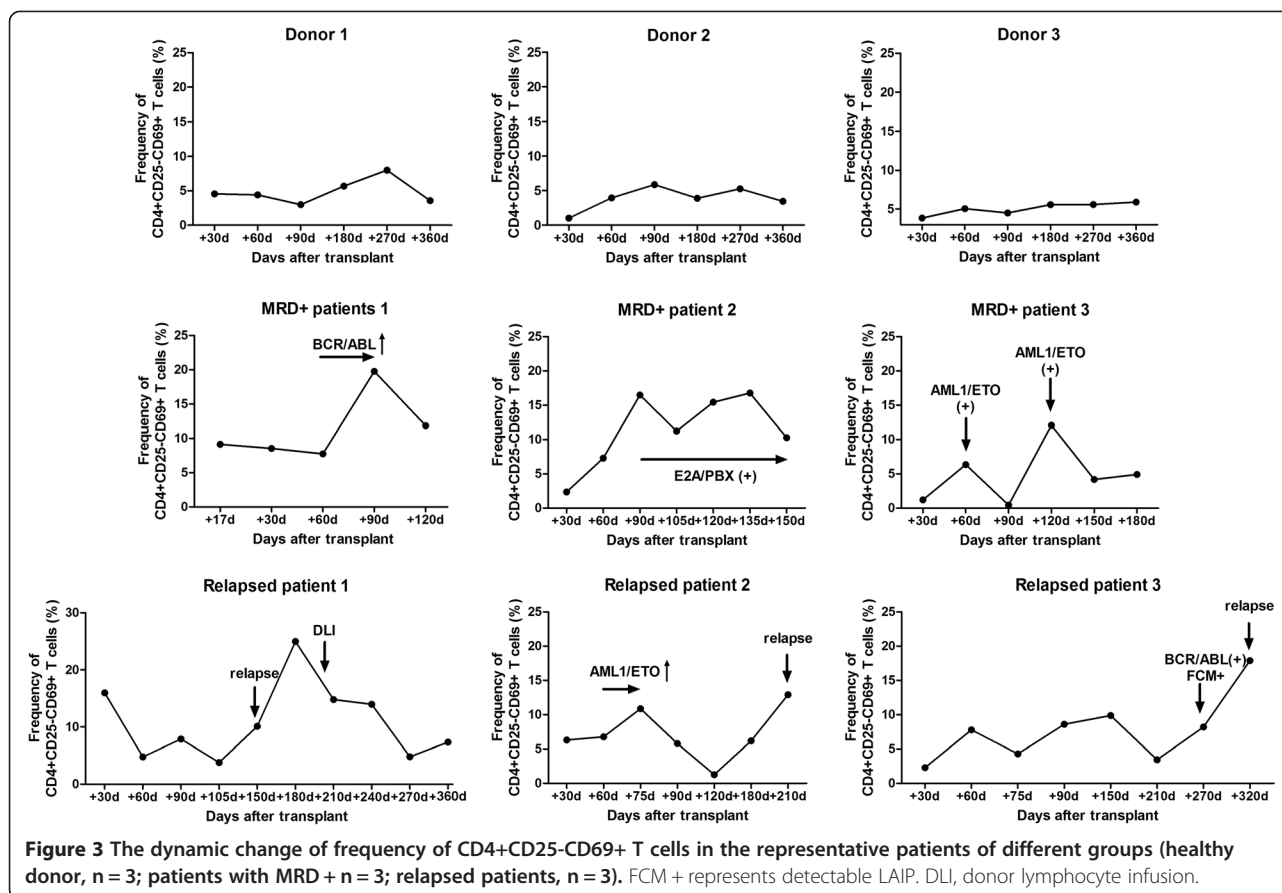 Donor 1
Frequency of
CD4+CD25-CD69+ T cells (%)
25
20
15
10
5
0
+30d +60d +90d +180d +270d +360d
Days after transplant
Donor 2
Frequency of
CD4+CD25-CD69+ T cells (%)
25
20
15
10
5
0
+30d +60d +90d +180d +270d +360d
Days after transplant
Donor 3
Frequency of
CD4+CD25-CD69+ T cells (%)
25
20
15
10
5
+30d +60d +90d +180d +270d +360d
Days after transplant
MRD+ patients 1
Frequency of
CD4+CD25-CD69+ T cells (%)
25
20
15
10
5
0
BCR/ABL
+17d +30d +60d +90d +120d
Days after transplant
MRD+ patient 2
Frequency of
CD4+CD25-CD69+ T cells (%)
25
20
15
10
5
0
E2A/PBX (+)
+30d +60d +90d +105d +120d +135d +150d
Days after transplant
MRD+ patient 3
Frequency of
CD4+CD25-CD69+ T cells (%)
25
20
15
10
5
0
AML1/ETO
(+)
AML1/ETO
(+)
+30d +60d +90d +120d +150d +180d
Days after transplant
Relapsed patient 1
Frequency of
CD4+CD25-CD69+ T cells (%)
30
20
10
0
relapse
DLI
+30d +60d +90d +105d +150d +180d +210d +240d +270d +360d
Days after transplant
Relapsed patient 2
Frequency of
CD4+CD25-CD69+ T cells (%)
25
20
15
10
5
0
AML1/ETO
relapse
+30d +60d +75d +90d +120d +180d +210d
Days after transplant
Relapsed patient 3
Frequency of
CD4+CD25-CD69+ T cells (%)
25
20
15
10
5
0
relapse
BCR/ABL(+)
FCM+
+30d +60d +75d +90d +150d +210d +270d +320d
Days after transplant
Figure 3 The dynamic change of frequency of CD4+CD25-CD69+ T cells in the representative patients of different groups (healthy
donor, n = 3; patients with MRD + n = 3; relapsed patients, n = 3). FCM + represents detectable LAIP. DLI, donor lymphocyte infusion.